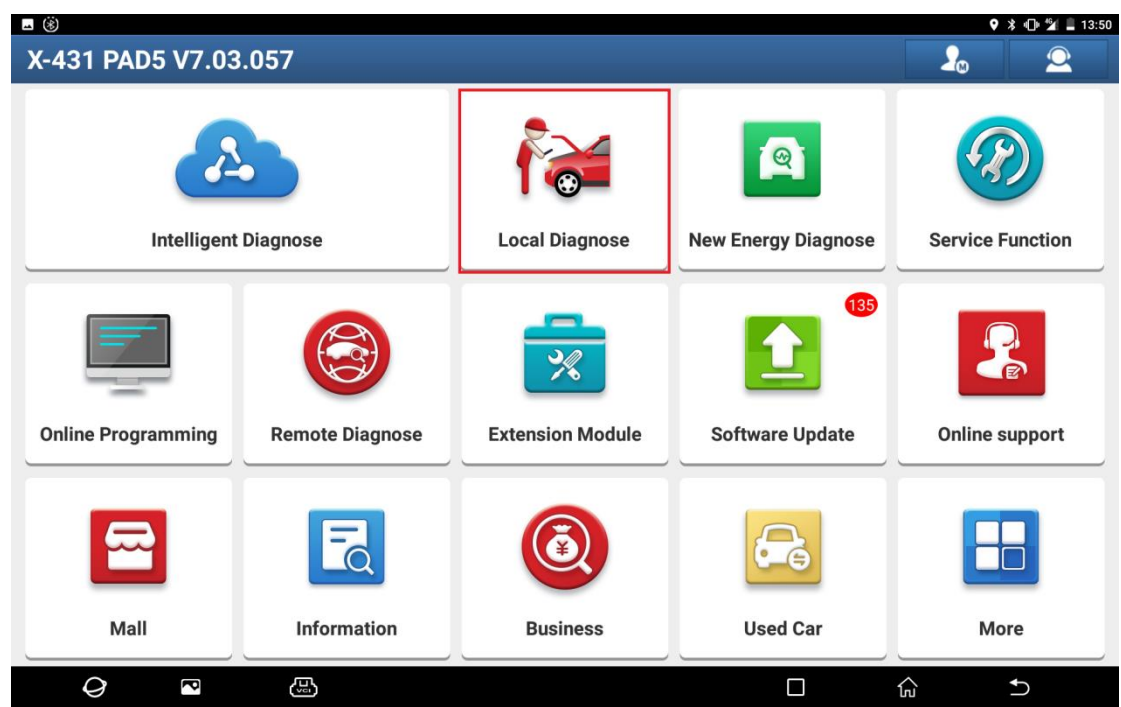 13:50
X-431 PAD5 V7.03.057
M
Intelligent Diagnose
Local Diagnose
New Energy Diagnose
Service Function
135
Online Programming
Remote Diagnose
Extension Module
Software Update
Online support
¥
Mall
Information
Business
Used Car
More
VCI